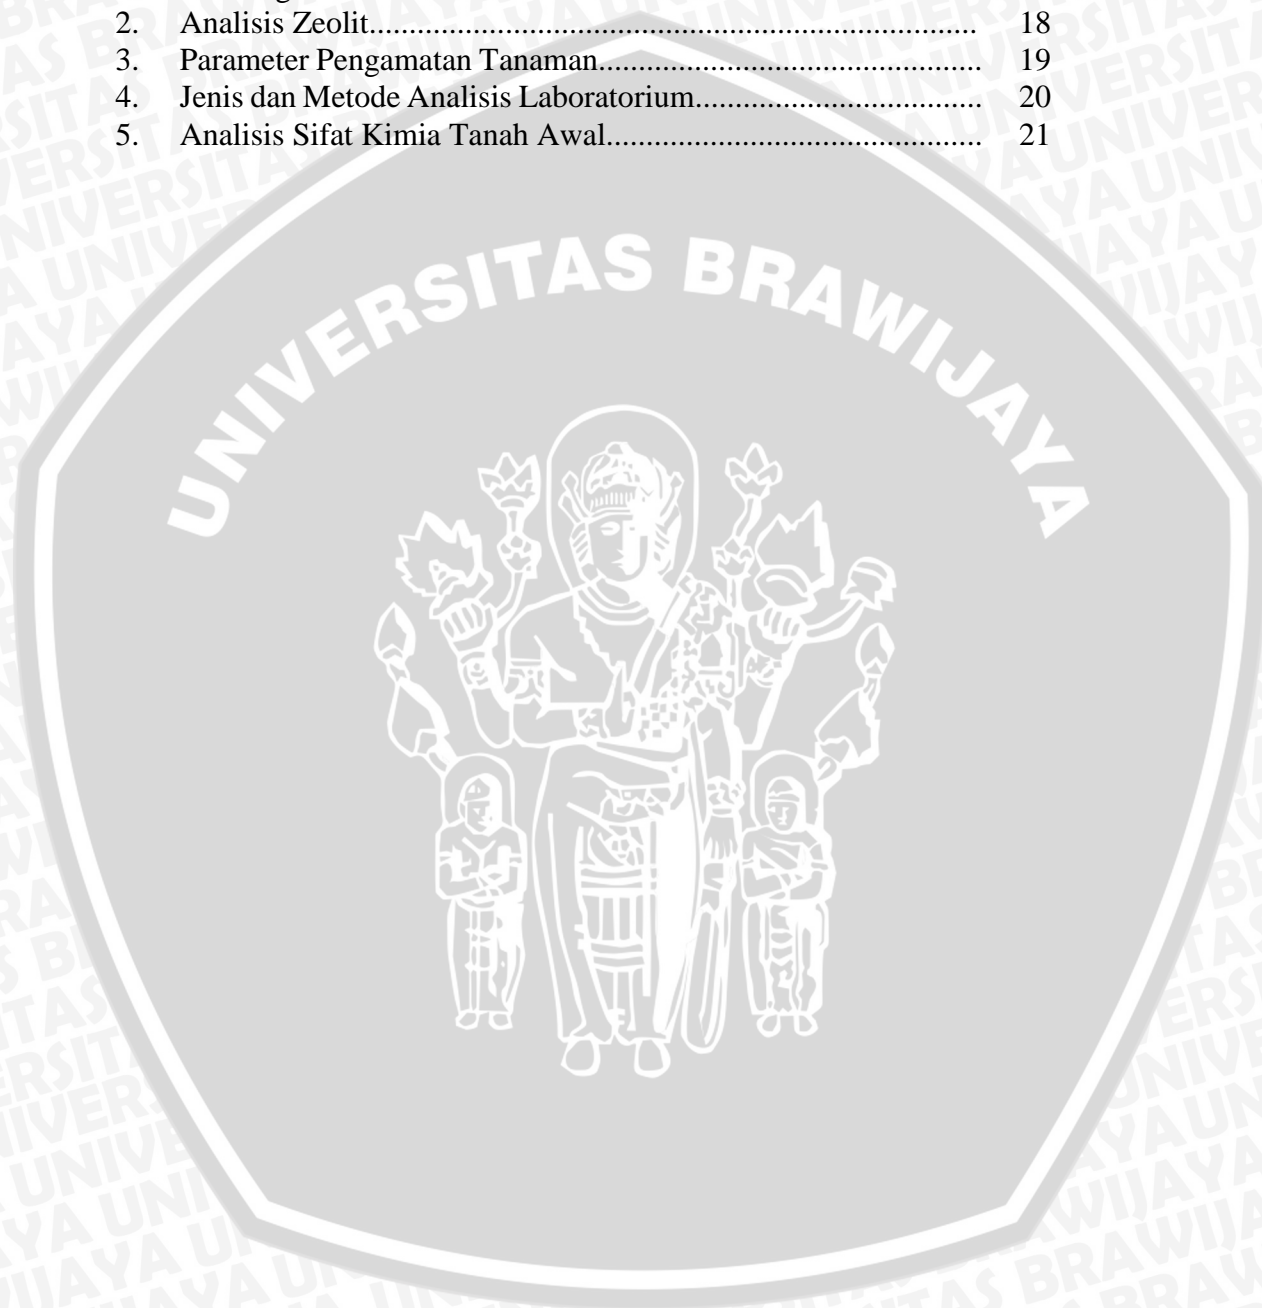 2. Analisis Zeolit............................................................................ 18
3. Parameter Pengamatan Tanaman................................................ 19
4. Jenis dan Metode Analisis Laboratorium.................................... 20
5. Analisis Sifat Kimia Tanah Awal............................................... 21
UNIVERSITAS BRAWIJAYA